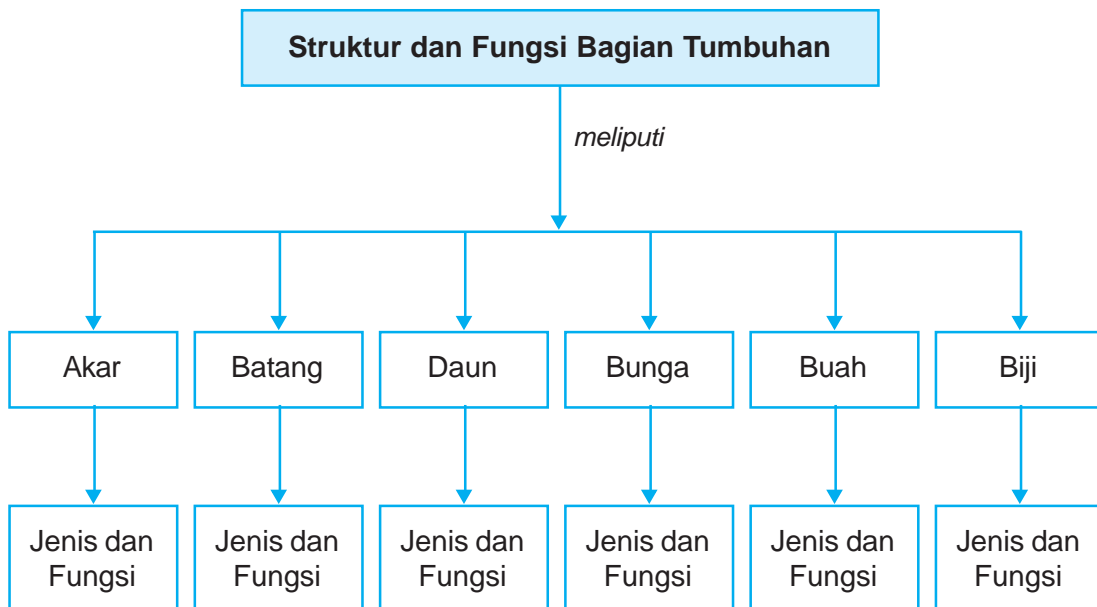 Struktur dan Fungsi Bagian Tumbuhan
meliputi
Akar
Batang
Daun
Bunga
Buah
Biji
Jenis dan
Fungsi
Jenis dan
Fungsi
Jenis dan
Fungsi
Jenis dan
Fungsi
Jenis dan
Fungsi
Jenis dan
Fungsi